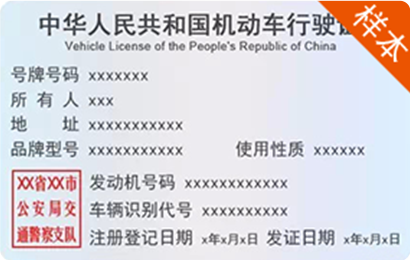 中华人民共和国机动车行驶证
样本
Vehicle License of the People's Republic of China
号牌号码 xxxxxxx
所 有 人 xxx
地 址 xxxxxxxxxxx
品牌型号 xxxxxxxxxxx 使用性质 xxxxxx
发动机号码 xxxxxxxxxxxx
车辆识别代号 xxxxxxxxxx
注册登记日期 x年x月x日 发证日期 x年x月x日
XX省XX市
公安局交
通警察支队